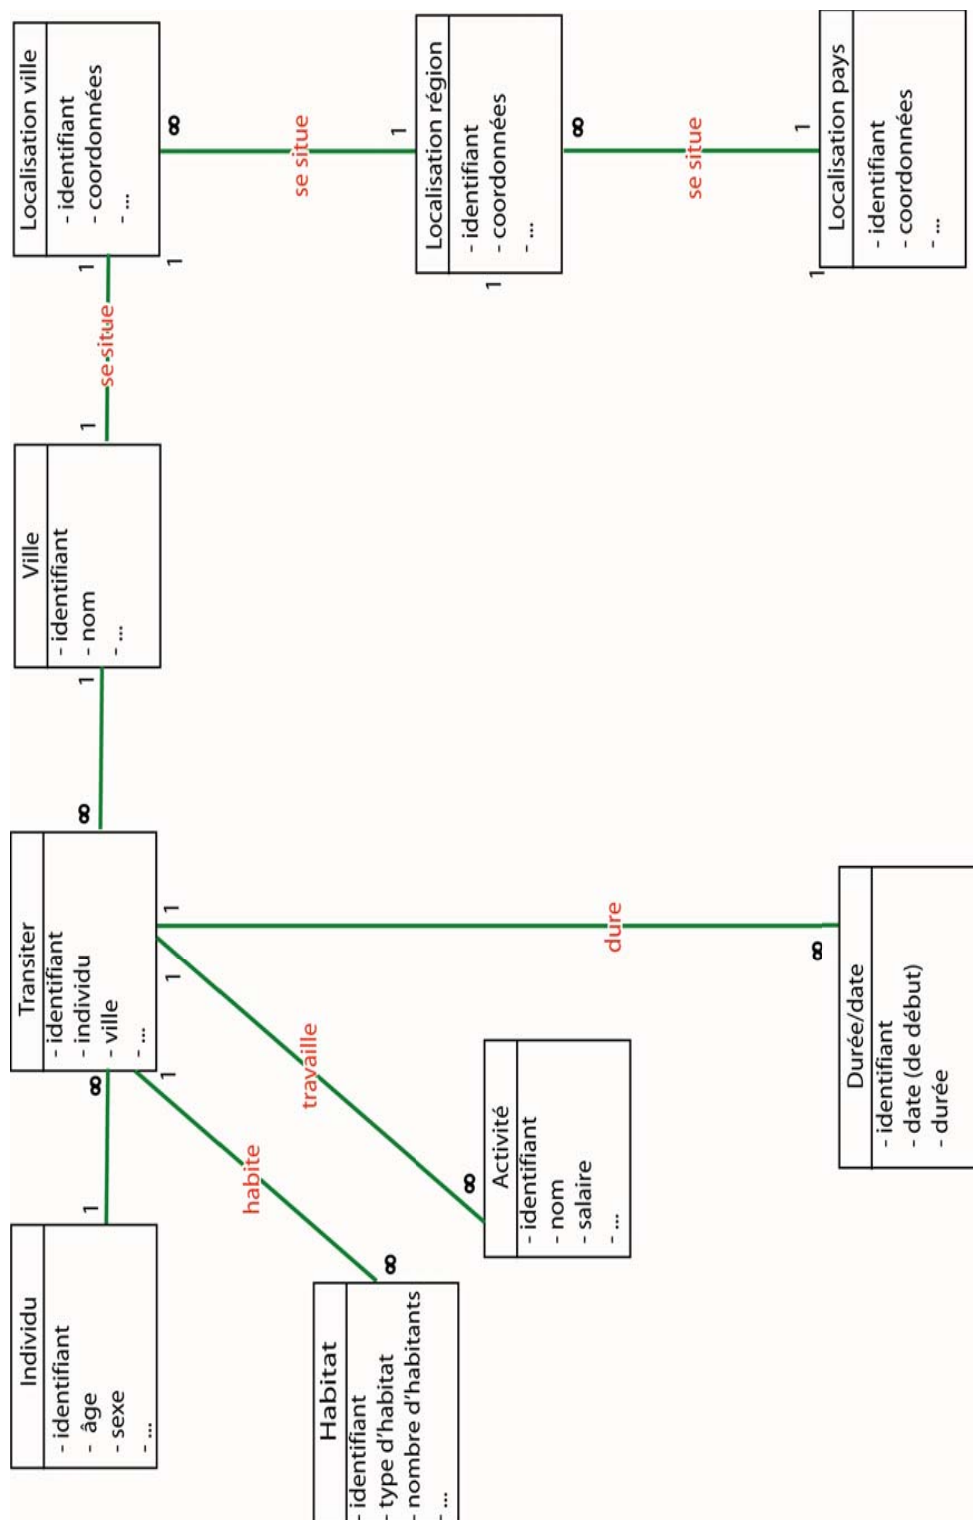 Individu
- identifiant
- âge
- sexe
- ...
1
∞
Transiter
- identifiant
- individu
- ville
- ...
∞
1
Ville
- identifiant
- nom
- ...
1
se situe
1
Localisation ville
- identifiant
- coordonnées
- ...
1
∞
se situe
1
Localisation région
- identifiant
- coordonnées
- ...
1
∞
se situe
1
Localisation pays
- identifiant
- coordonnées
- ...
1
1
habite
∞
Habitat
- identifiant
- type d'habitat
- nombre d'habitants
- ...
1
travaille
∞
Activité
- identifiant
- nom
- salaire
- ...
1
dure
∞
Durée/date
- identifiant
- date (de début)
- durée